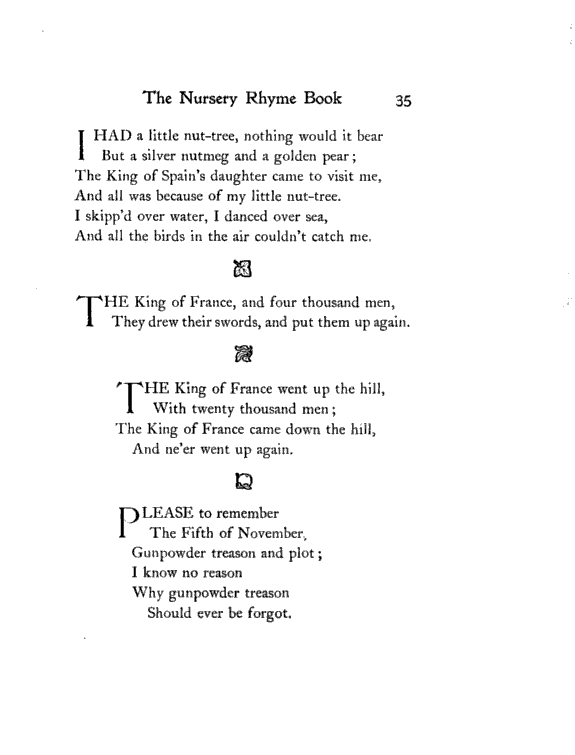 The Nursery Rhyme Book 35
I HAD a little nut-tree, nothing would it bear
But a silver nutmeg and a golden pear;
The King of Spain's daughter came to visit me,
And all was because of my little nut-tree.
I skipp'd over water, I danced over sea,
And all the birds in the air couldn't catch me.
THE King of France, and four thousand men,
They drew their swords, and put them up again.
THE King of France went up the hill,
With twenty thousand men;
The King of France came down the hill,
And ne'er went up again.
PLEASE to remember
The Fifth of November,
Gunpowder treason and plot;
I know no reason
Why gunpowder treason
Should ever be forgot.